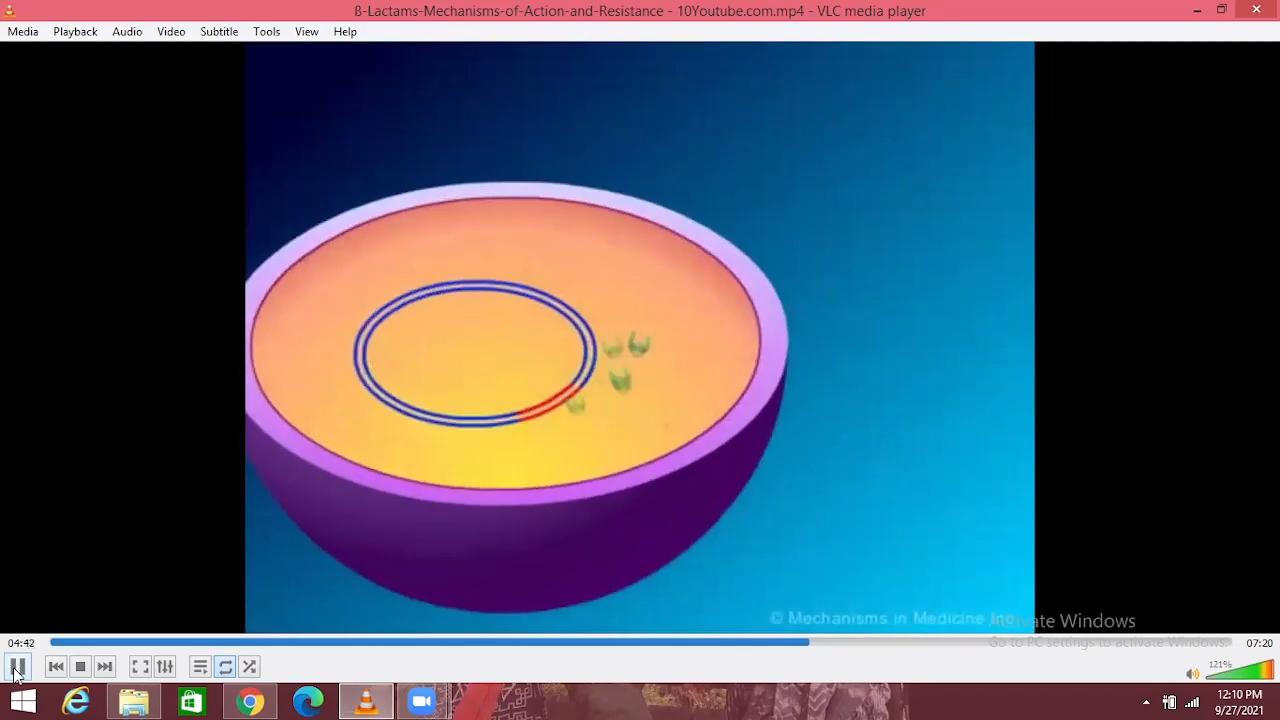 ß-Lactams-Mechanisms-of-Action-and-Resistance - 10Youtube.com.mp4 - VLC media player
Media Playback Audio Video Subtitle Tools View Help
© Mechanisms in Medicine Inc.
Activate Windows
Go to PC settings to activate Windows.
04:42
07:20
121%
12:10 PM
9/27/2021